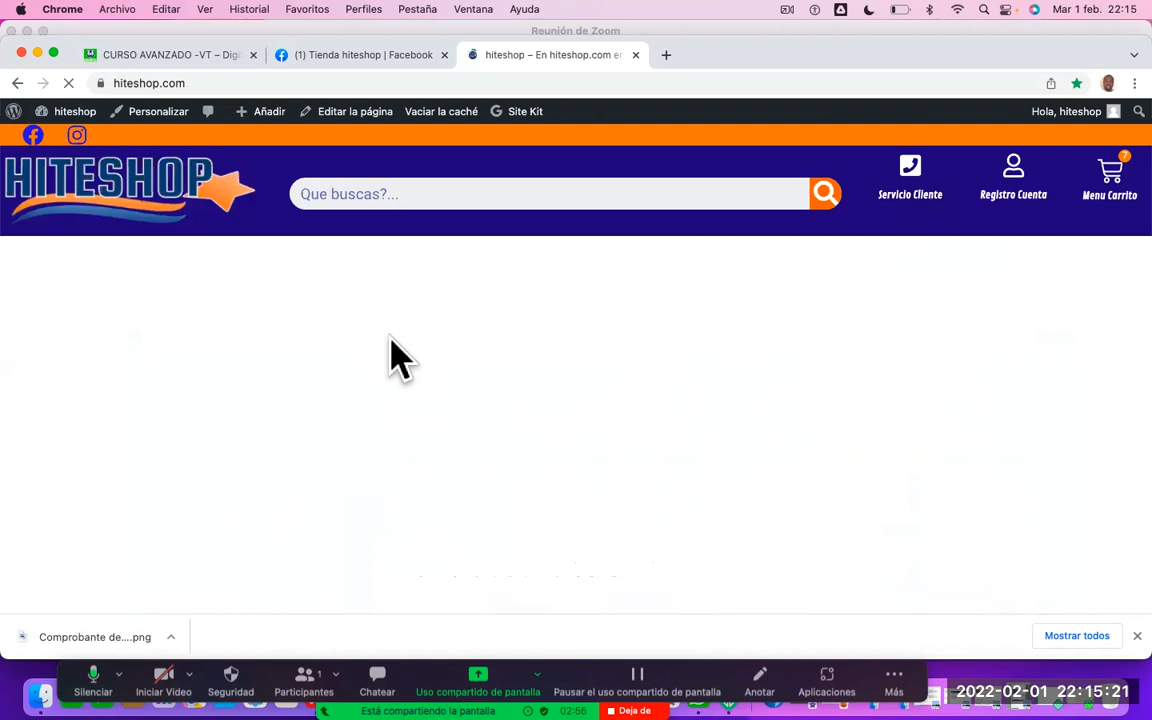 Chrome Archivo Editar Ver Historial Favoritos Perfiles Pestaña Ventana Ayuda Mar 1 feb. 22:15
Reunión de Zoom
CURSO AVANZADO -VT – Digi (1) Tienda hiteshop | Facebook hiteshop – En hiteshop.com en
hiteshop.com
hiteshop Personalizar Añadir Editar la página Vaciar la caché Site Kit Hola, hiteshop
HITESHOP
Que buscas?...
7
Servicio Cliente Registro Cuenta Menu Carrito
Comprobante de....png Mostrar todos
1
Silenciar Iniciar Video Seguridad Participantes Chatear Uso compartido de pantalla Pausar el uso compartido de pantalla Anotar Aplicaciones Más
2022-02-01 22:15:21
Está compartiendo la pantalla 02:56 Deja de